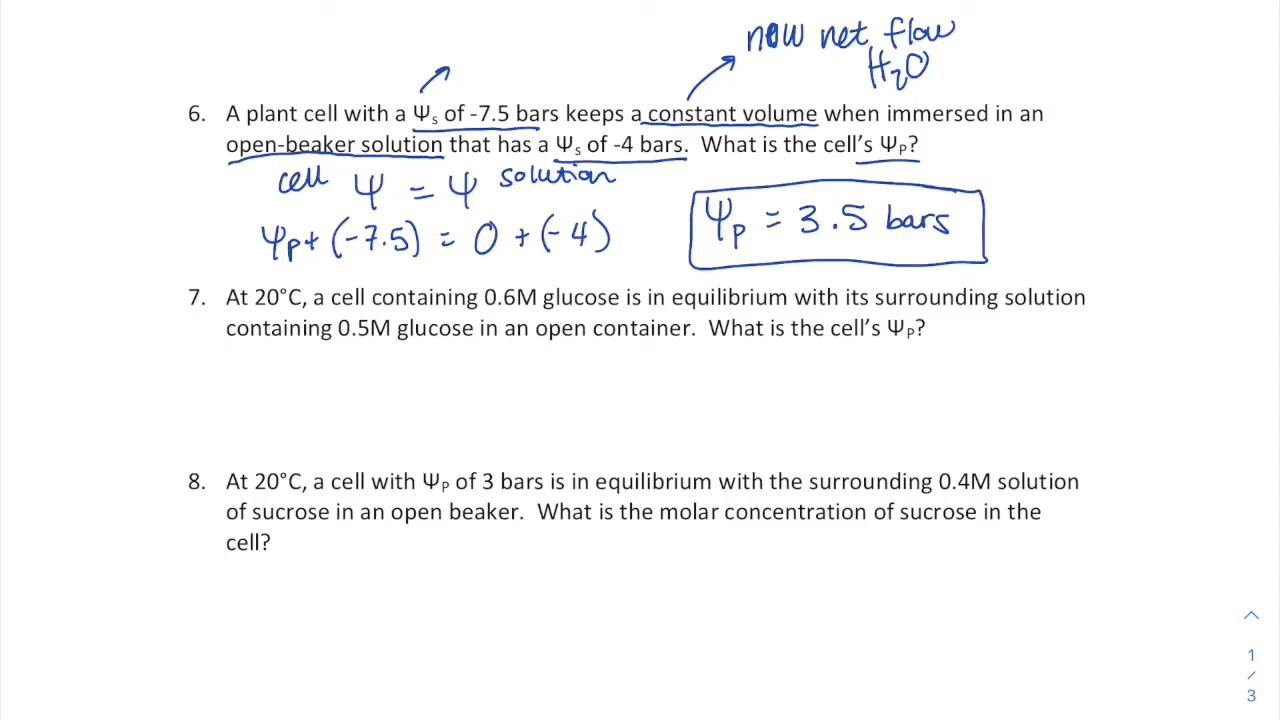 now net flow
H₂O
6. A plant cell with a Ψs of -7.5 bars keeps a constant volume when immersed in an
open-beaker solution that has a Ψs of -4 bars. What is the cell's ΨP?
cell Ψ = Ψ solution
Ψp+ (-7.5) = 0 + (-4)
Ψp = 3.5 bars
7. At 20°C, a cell containing 0.6M glucose is in equilibrium with its surrounding solution
containing 0.5M glucose in an open container. What is the cell's ΨP?
8. At 20°C, a cell with ΨP of 3 bars is in equilibrium with the surrounding 0.4M solution
of sucrose in an open beaker. What is the molar concentration of sucrose in the
cell?
1
/
3